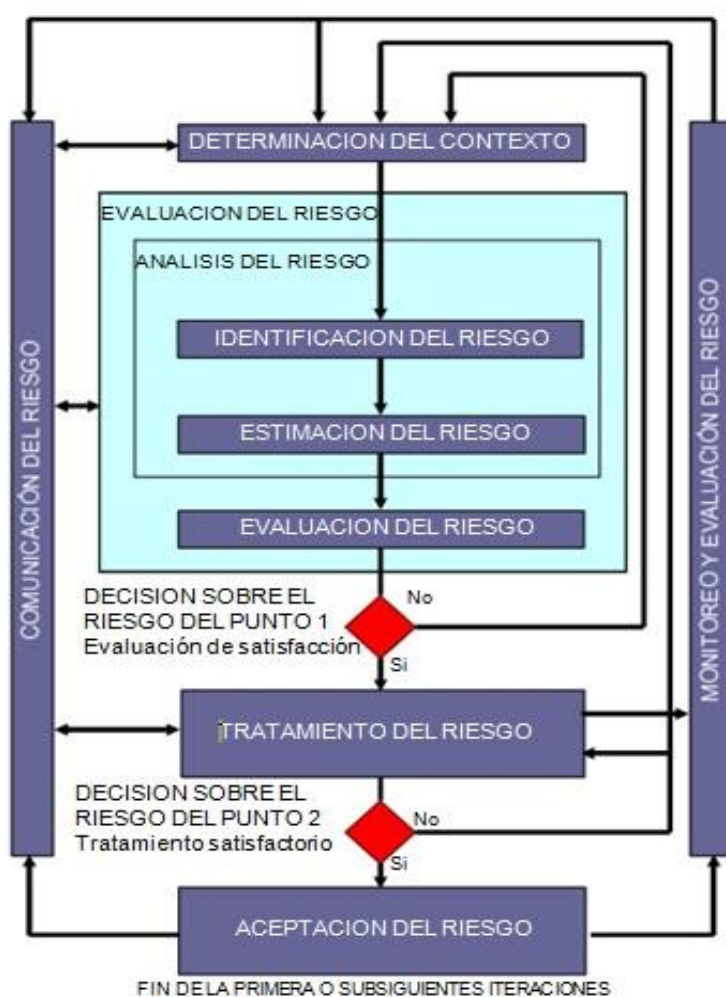 DETERMINACION DEL CONTEXTO
EVALUACION DEL RIESGO
ANALISIS DEL RIESGO
IDENTIFICACION DEL RIESGO
ESTIMACION DEL RIESGO
EVALUACION DEL RIESGO
DECISION SOBRE EL
RIESGO DEL PUNTO 1
Evaluación de satisfacción
No
Si
TRATAMIENTO DEL RIESGO
DECISION SOBRE EL
RIESGO DEL PUNTO 2
Tratamiento satisfactorio
No
Si
ACEPTACION DEL RIESGO
FIN DE LA PRIMERA O SUBSIGUIENTES ITERACIONES
COMUNICACIÓN DEL RIESGO
MONITOREO Y EVALUACIÓN DEL RIESGO